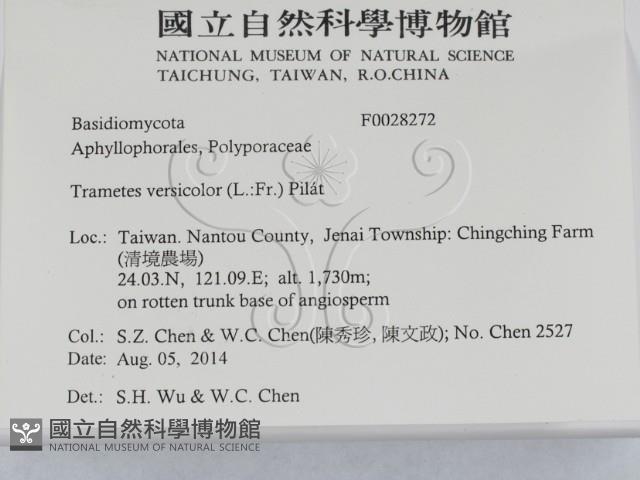 國立自然科學博物館
NATIONAL MUSEUM OF NATURAL SCIENCE
TAICHUNG, TAIWAN, R.O.CHINA
Basidiomycota F0028272
Aphyllophorales, Polyporaceae
Trametes versicolor (L.:Fr.) Pilát
Loc.: Taiwan. Nantou County, Jenai Township: Chingching Farm
(清境農場)
24.03.N, 121.09.E; alt. 1,730m;
on rotten trunk base of angiosperm
Col.: S.Z. Chen & W.C. Chen(陳秀珍, 陳文政); No. Chen 2527
Date: Aug. 05, 2014
Det.: S.H. Wu & W.C. Chen
國立自然科學博物館
NATIONAL MUSEUM OF NATURAL SCIENCE